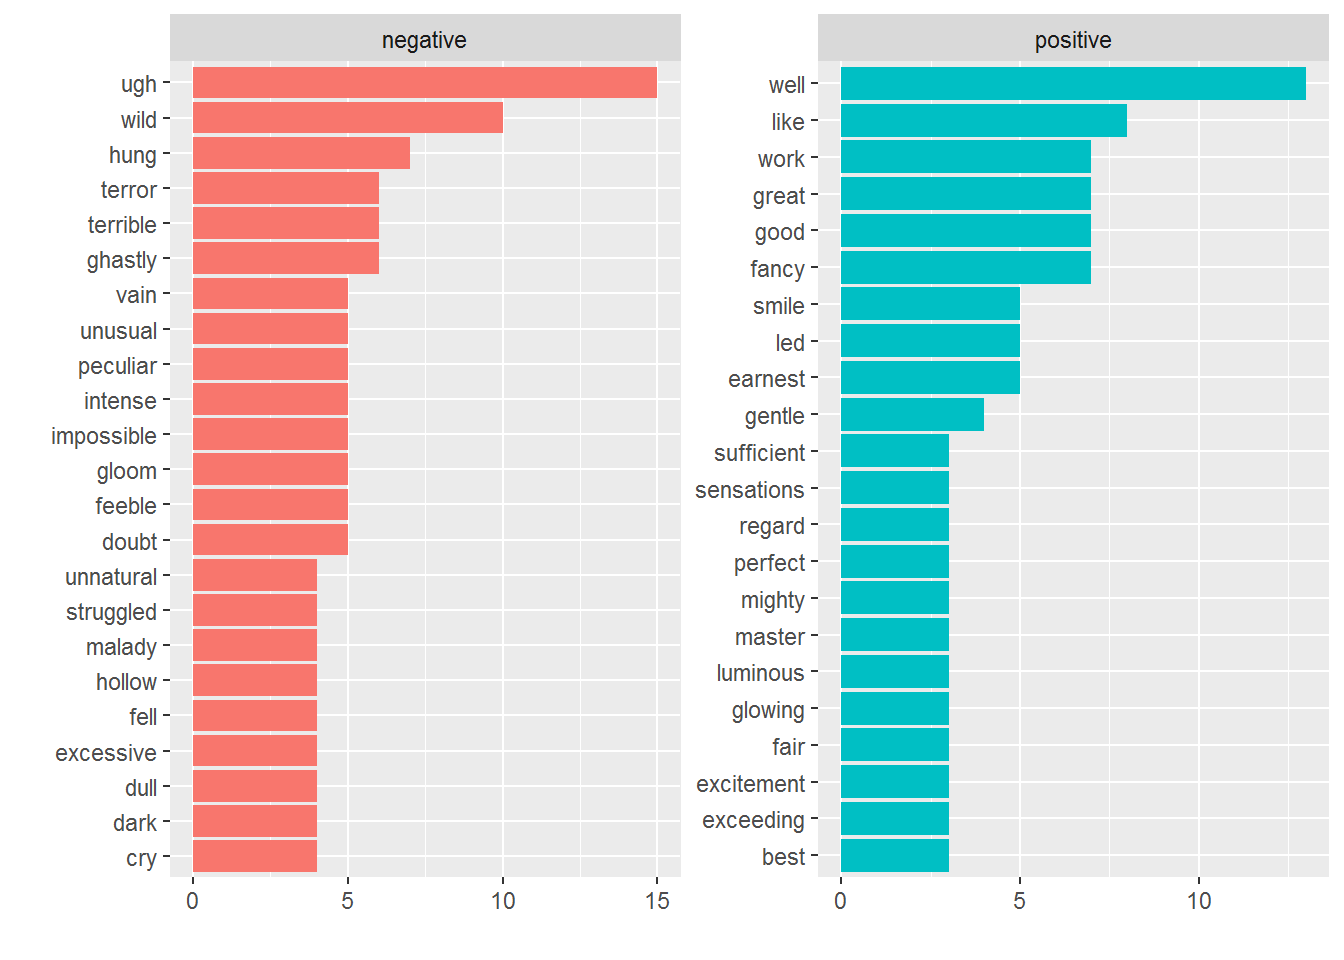 negative
ugh
wild
hung
terror
terrible
ghastly
vain
unusual
peculiar
intense
impossible
gloom
feeble
doubt
unnatural
struggled
malady
hollow
fell
excessive
dull
dark
cry
0 5 10 15
positive
well
like
work
great
good
fancy
smile
led
earnest
gentle
sufficient
sensations
regard
perfect
mighty
master
luminous
glowing
fair
excitement
exceeding
best
0 5 10